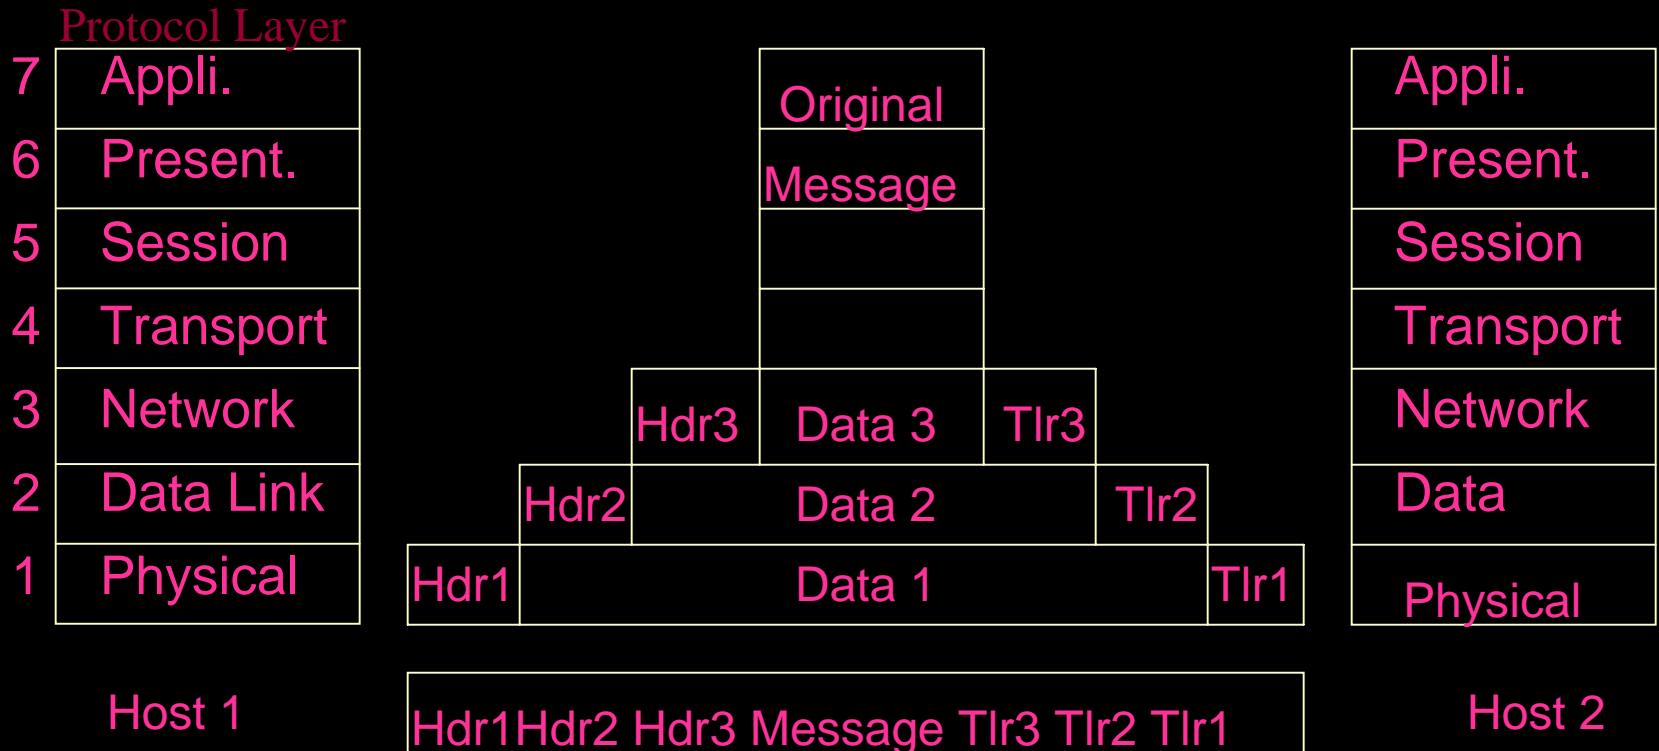 Protocol Layer
7 Appli. Original Appli.
6 Present. Message Present.
5 Session Session
4 Transport Transport
3 Network Hdr3 Data 3 Tlr3 Network
2 Data Link Hdr2 Data 2 Tlr2 Data
1 Physical Hdr1 Data 1 Tlr1 Physical
Host 1 Hdr1Hdr2 Hdr3 Message Tlr3 Tlr2 Tlr1 Host 2